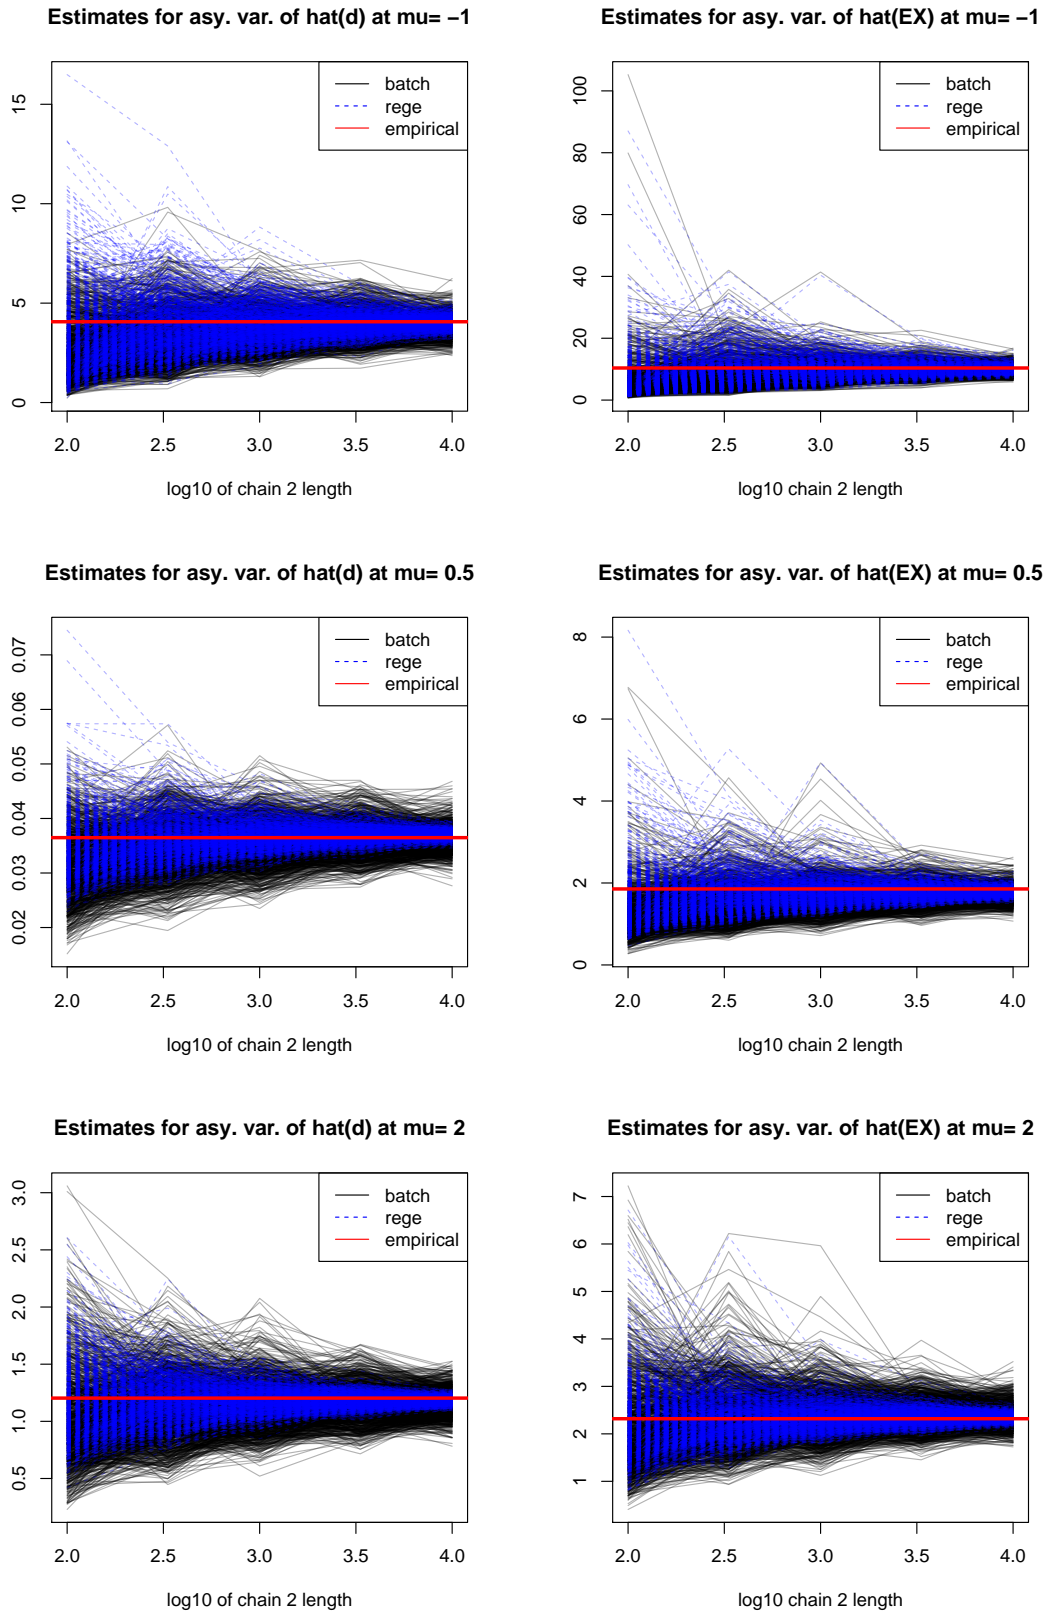 Estimates for asy. var. of hat(d) at mu= −1
batch
rege
empirical
15
10
5
0
2.0 2.5 3.0 3.5 4.0
log10 of chain 2 length
Estimates for asy. var. of hat(EX) at mu= −1
batch
rege
empirical
100
80
60
40
20
0
2.0 2.5 3.0 3.5 4.0
log10 chain 2 length
Estimates for asy. var. of hat(d) at mu= 0.5
batch
rege
empirical
0.07
0.06
0.05
0.04
0.03
0.02
2.0 2.5 3.0 3.5 4.0
log10 of chain 2 length
Estimates for asy. var. of hat(EX) at mu= 0.5
batch
rege
empirical
8
6
4
2
0
2.0 2.5 3.0 3.5 4.0
log10 chain 2 length
Estimates for asy. var. of hat(d) at mu= 2
batch
rege
empirical
3.0
2.5
2.0
1.5
1.0
0.5
2.0 2.5 3.0 3.5 4.0
log10 of chain 2 length
Estimates for asy. var. of hat(EX) at mu= 2
batch
rege
empirical
7
6
5
4
3
2
1
2.0 2.5 3.0 3.5 4.0
log10 chain 2 length